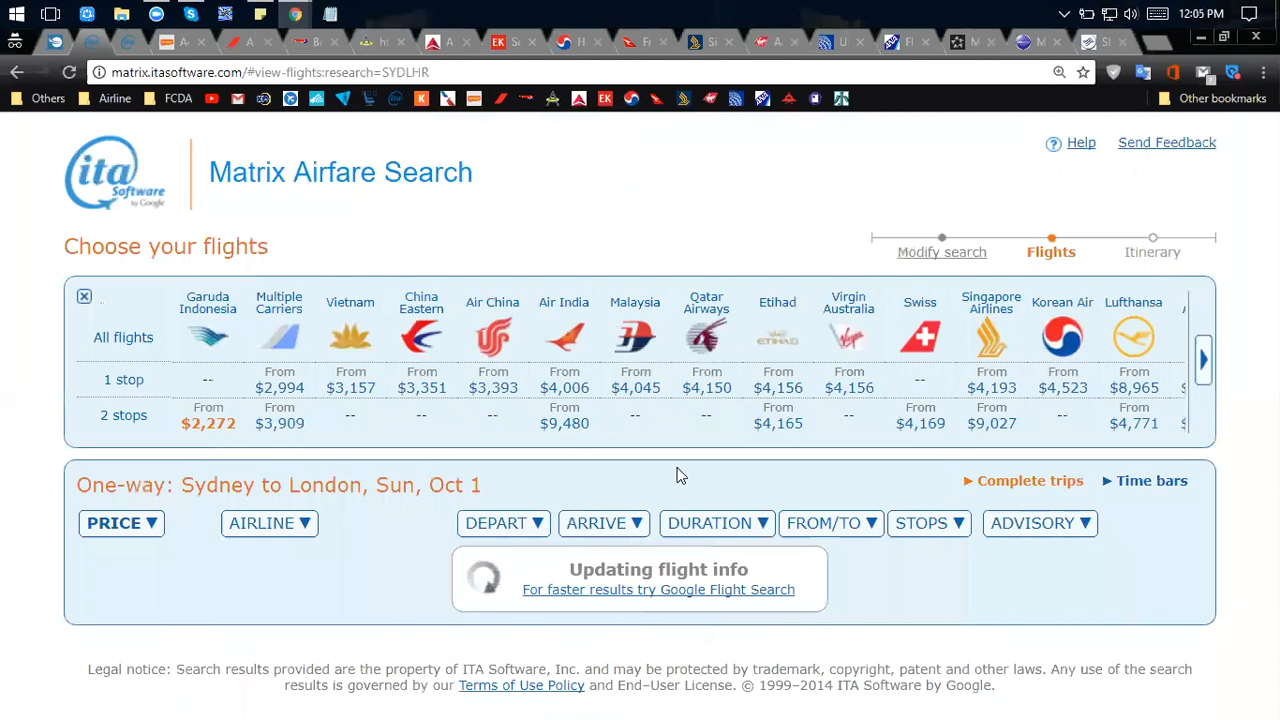 12:05 PM
A
B
ht
A
EK S
H
F
Si
A
U
Fl
M
M
SI
matrix.itasoftware.com/#view-flights:research=SYDLHR
Others Airline FCDA Other bookmarks
ita Software by Google
Matrix Airfare Search
Help Send Feedback
Choose your flights
Modify search Flights Itinerary
Garuda Indonesia Multiple Carriers Vietnam China Eastern Air China Air India Malaysia Qatar Airways Etihad Virgin Australia Swiss Singapore Airlines Korean Air Lufthansa
All flights
1 stop -- From $2,994 From $3,157 From $3,351 From $3,393 From $4,006 From $4,045 From $4,150 From $4,156 From $4,156 -- From $4,193 From $4,523 From $8,965
2 stops From $2,272 From $3,909 -- -- -- From $9,480 -- -- From $4,165 -- From $4,169 From $9,027 -- From $4,771
One-way: Sydney to London, Sun, Oct 1 ▶ Complete trips ▶ Time bars
PRICE ▼ AIRLINE ▼ DEPART ▼ ARRIVE ▼ DURATION ▼ FROM/TO ▼ STOPS ▼ ADVISORY ▼
Updating flight info
For faster results try Google Flight Search
Legal notice: Search results provided are the property of ITA Software, Inc. and may be protected by trademark, copyright, patent and other laws. Any use of the search
results is governed by our Terms of Use Policy and End-User License. © 1999-2014 ITA Software by Google.